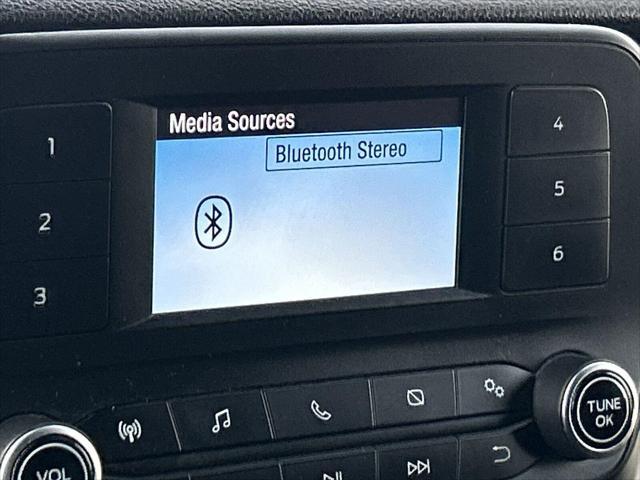 Media Sources
Bluetooth Stereo
1
2
3
4
5
6
VOL
TUNE
OK